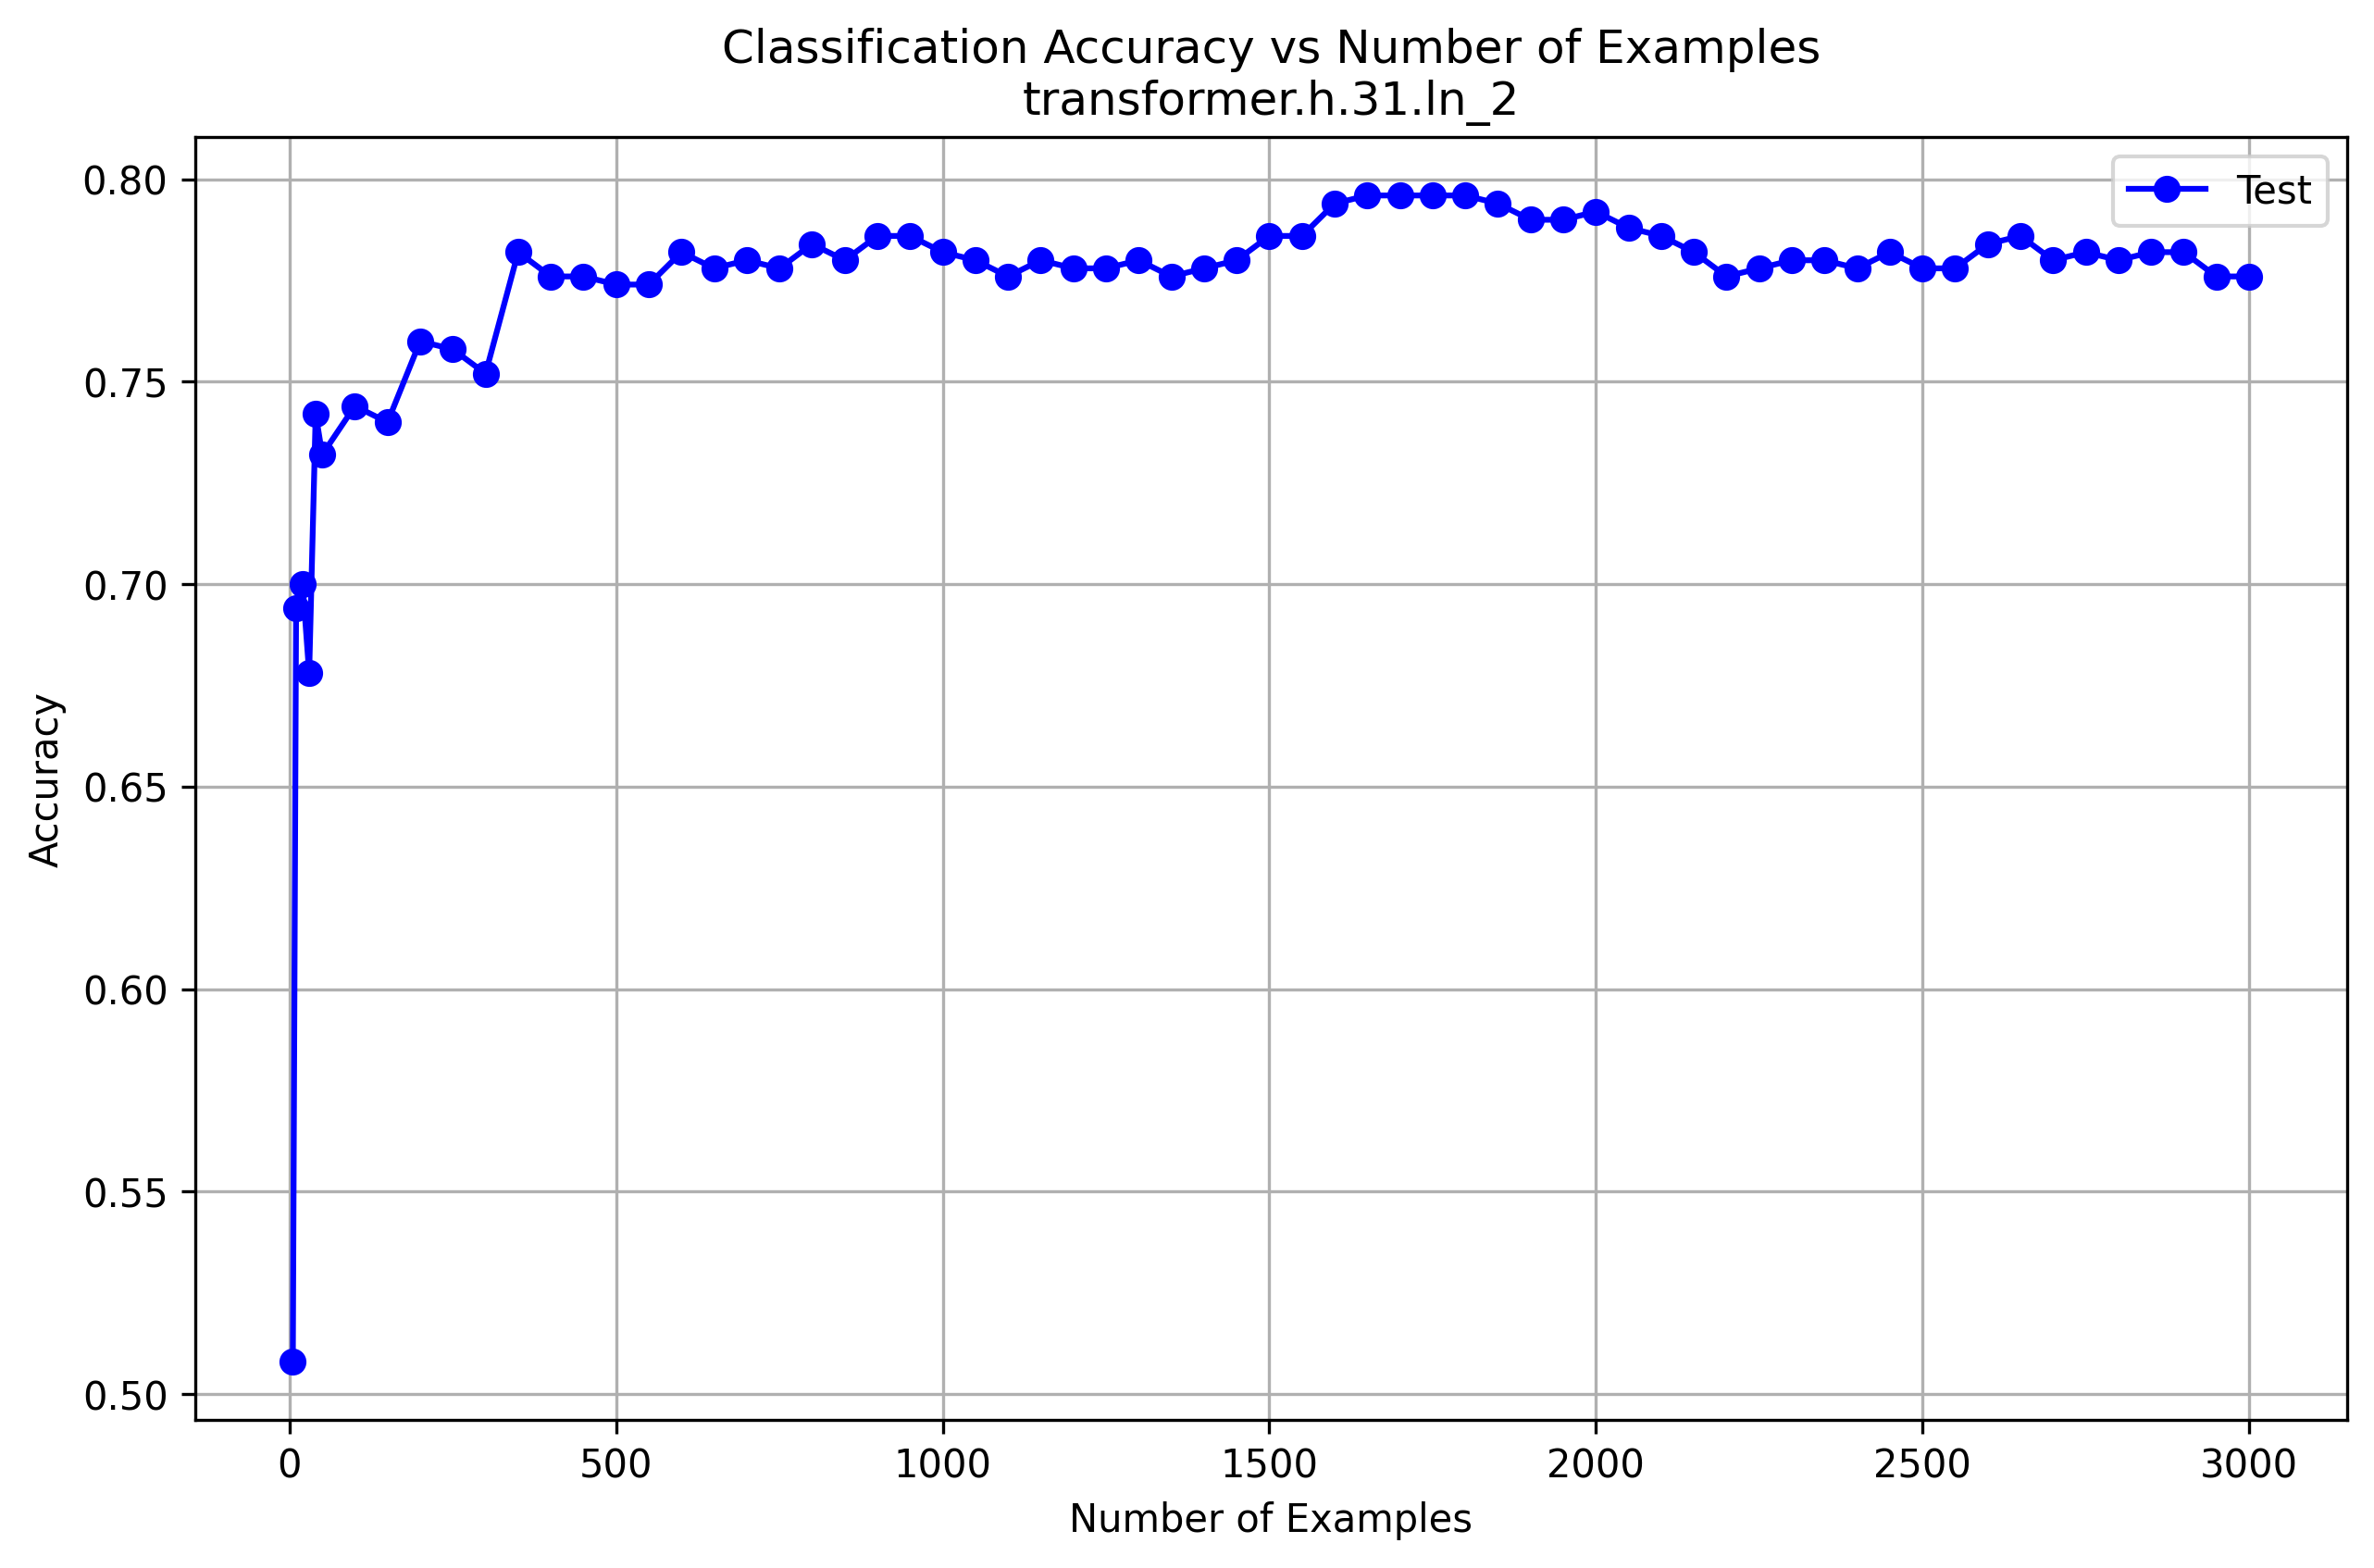 Classification Accuracy vs Number of Examples
transformer.h.31.ln_2
Test
0.80
0.75
0.70
0.65
0.60
0.55
0.50
Accuracy
0 500 1000 1500 2000 2500 3000
Number of Examples